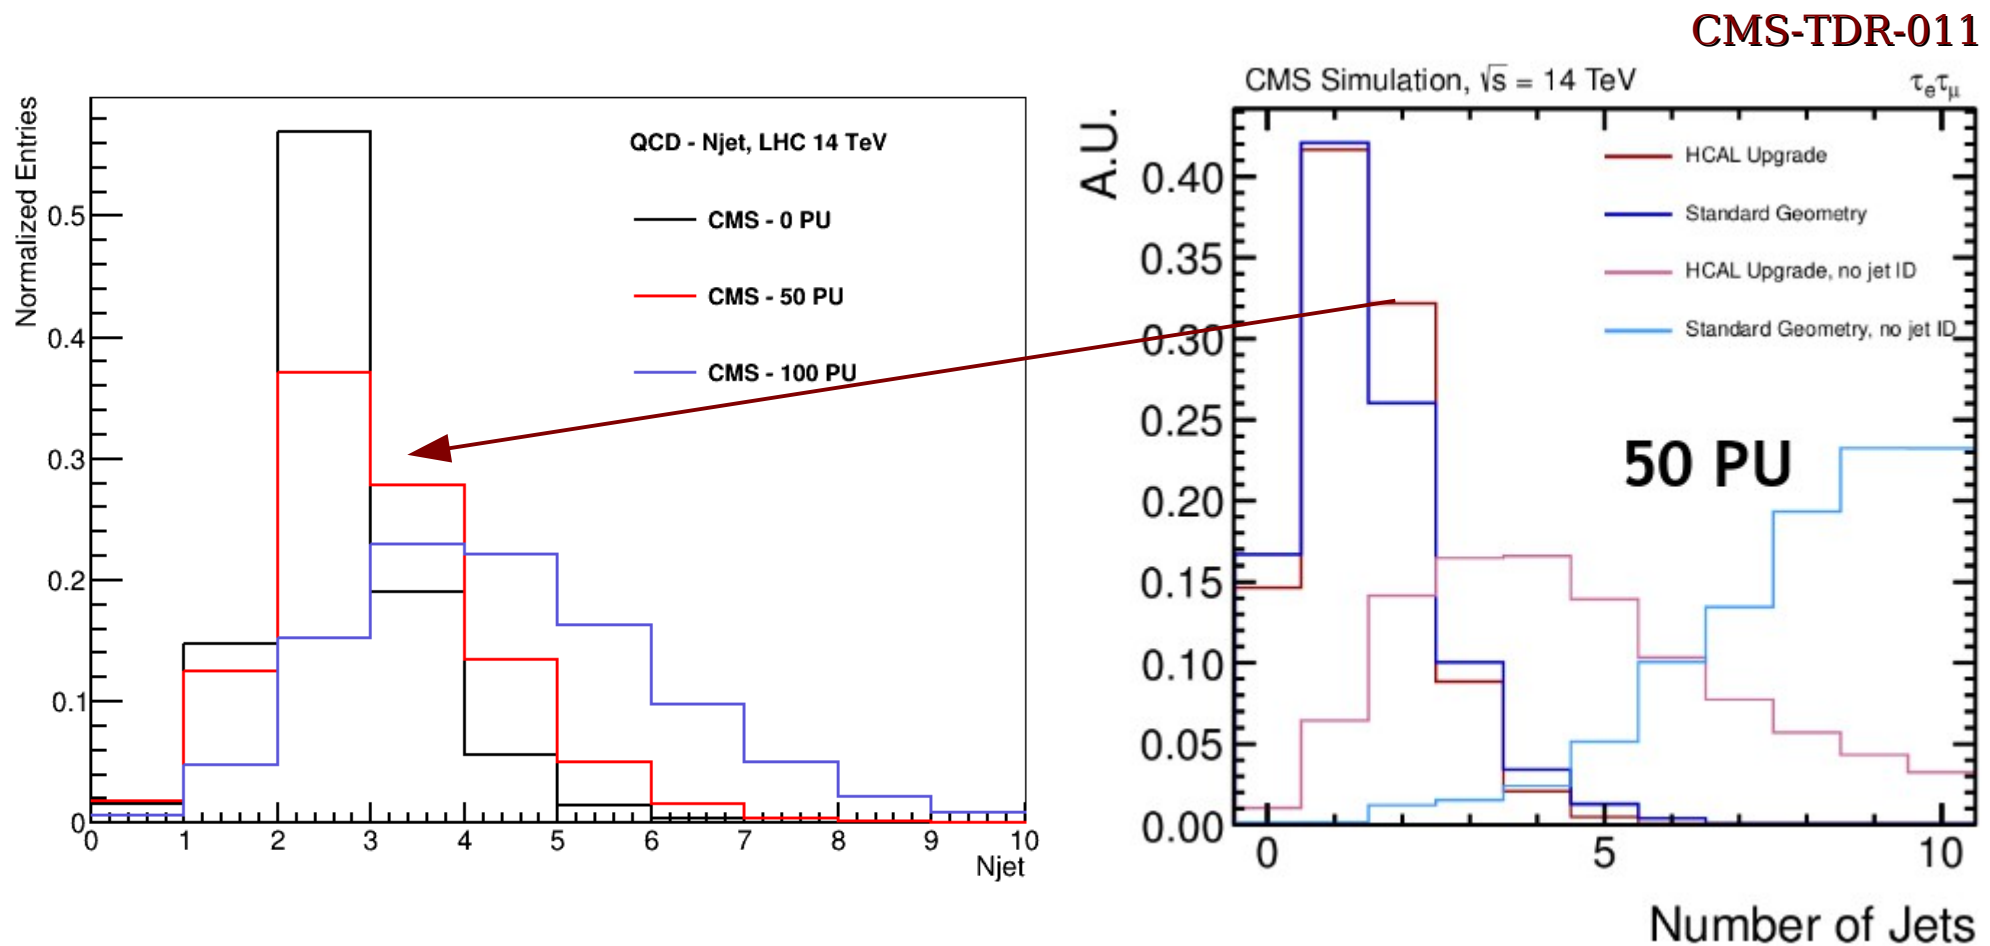 CMS-TDR-011
Normalized Entries
QCD - Njet, LHC 14 TeV
CMS - 0 PU
CMS - 50 PU
CMS - 100 PU
0.5
0.4
0.3
0.2
0.1
0
0 1 2 3 4 5 6 7 8 9 10
Njet
CMS Simulation, √s = 14 TeV
τeτμ
A.U.
HCAL Upgrade
Standard Geometry
HCAL Upgrade, no jet ID
Standard Geometry, no jet ID
50 PU
0.40
0.35
0.30
0.25
0.20
0.15
0.10
0.05
0.00
0 5 10
Number of Jets